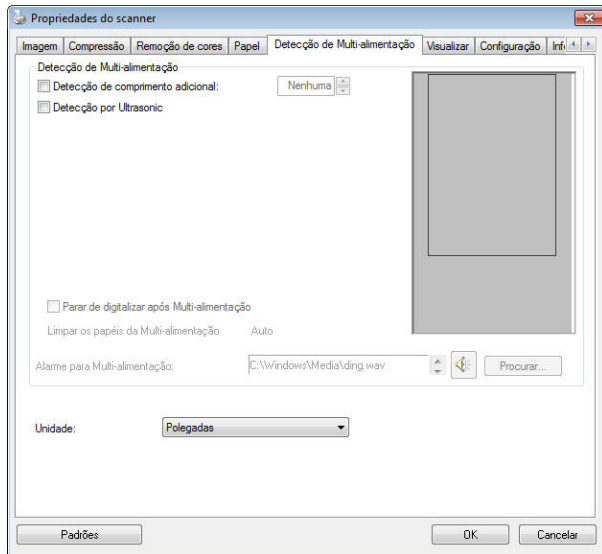 Propriedades do scanner
Imagem Compressão Remoção de cores Papel Detecção de Multi-alimentação Visualizar Configuração
Detecção de Multi-alimentação
Detecção de comprimento adicional: Nenhuma
Detecção por Ultrasonic
Parar de digitalizar após Multi-alimentação
Limpar os papéis da Multi-alimentação Auto
Alarme para Multi-alimentação: C:\Windows\Media\ding.wav Procurar...
Unidade: Polegadas
Padrões OK Cancelar